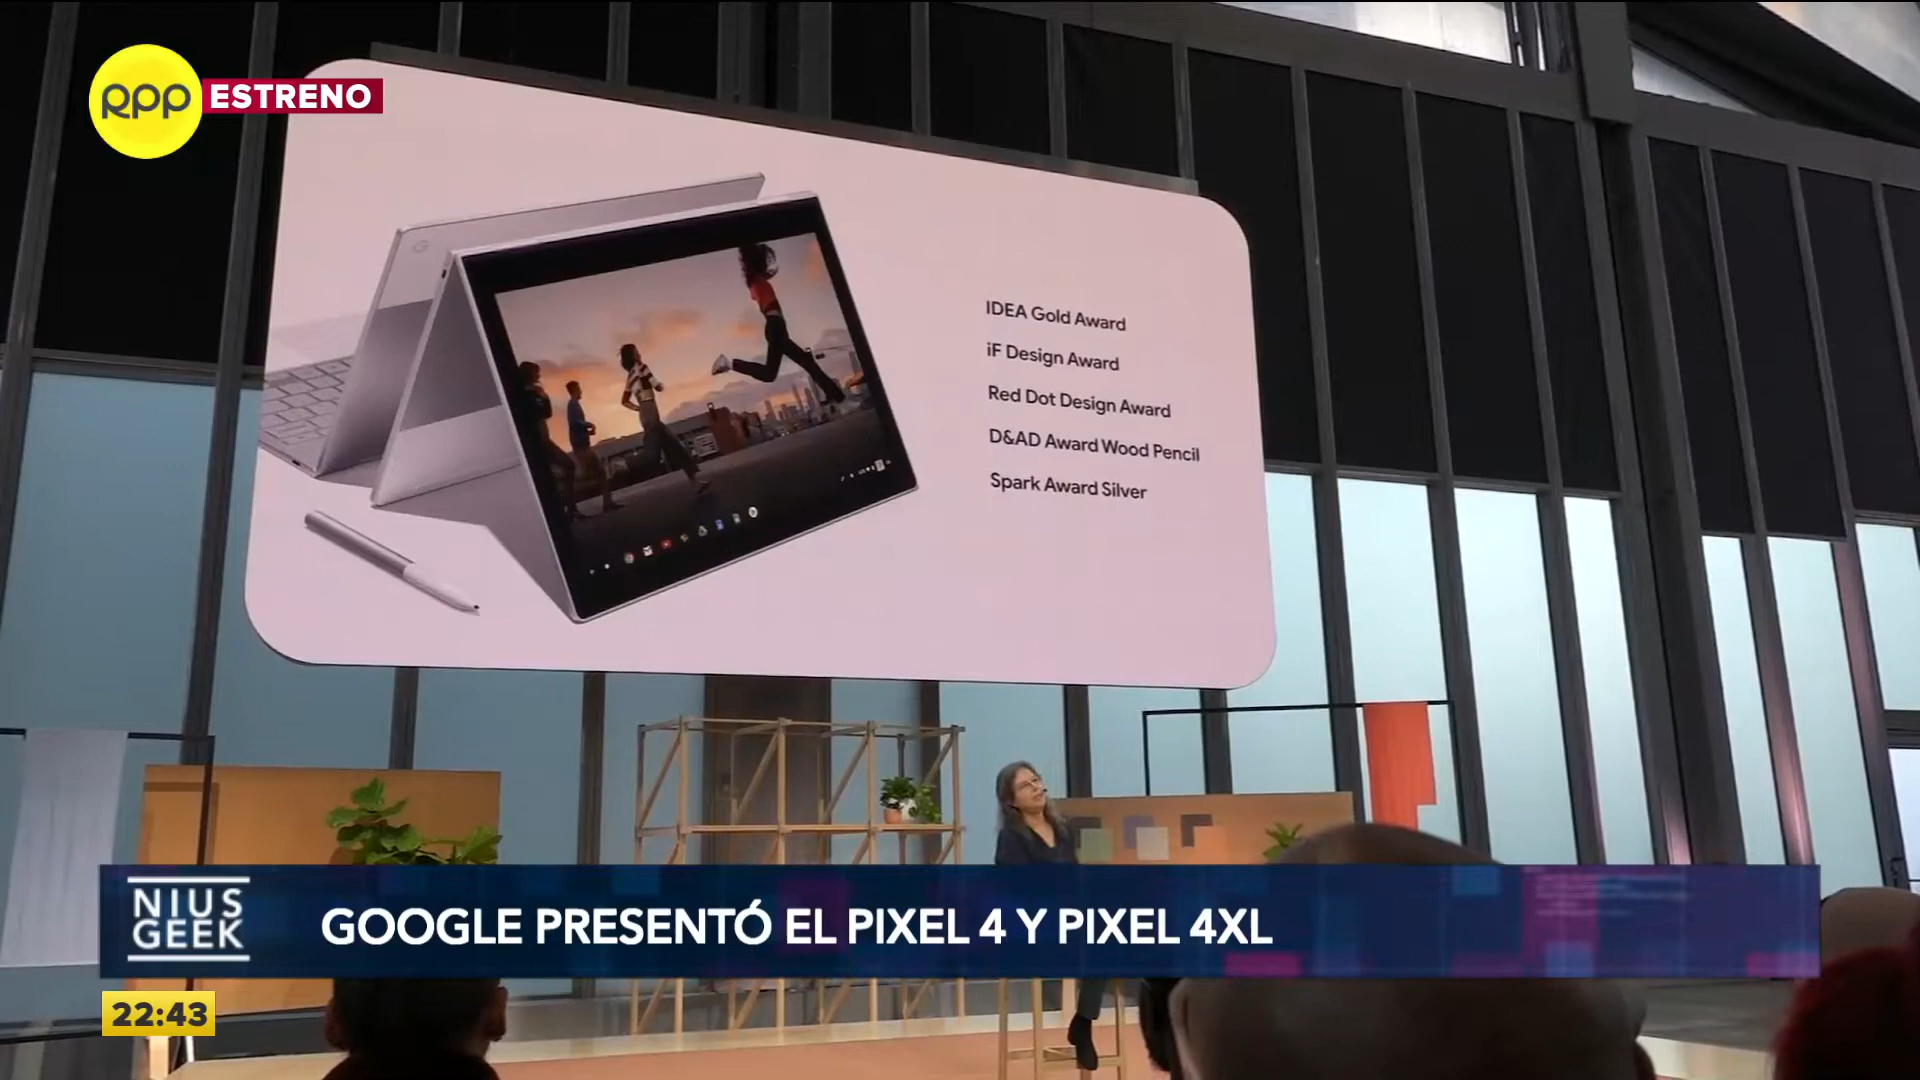 rpp
ESTRENO
G
IDEA Gold Award
iF Design Award
Red Dot Design Award
D&AD Award Wood Pencil
Spark Award Silver
NIUS
GEEK
GOOGLE PRESENTÓ EL PIXEL 4 Y PIXEL 4XL
22:43